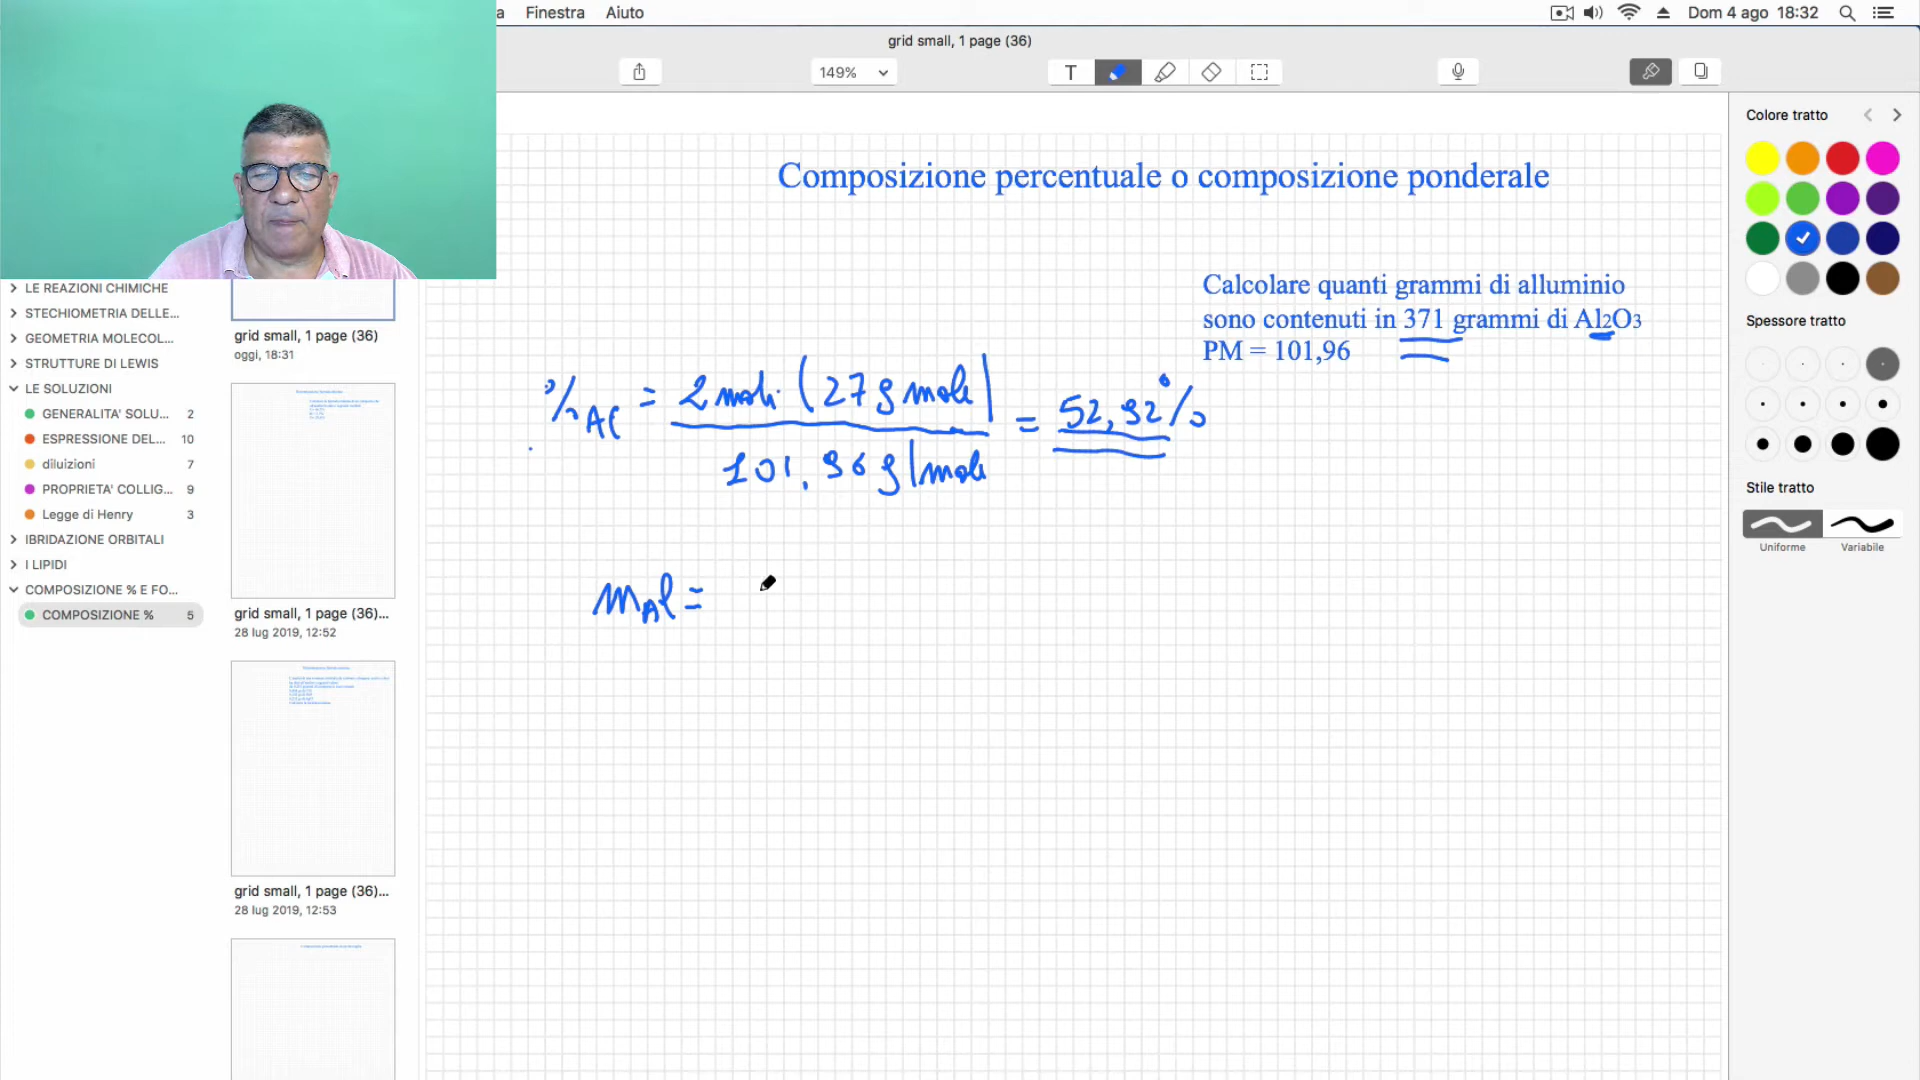 a Finestra Aiuto
Dom 4 ago 18:32
grid small, 1 page (36)
149%
T
Colore tratto
Spessore tratto
Stile tratto
Uniforme Variabile
LE REAZIONI CHIMICHE
STECHIOMETRIA DELLE...
GEOMETRIA MOLECOL...
STRUTTURE DI LEWIS
LE SOLUZIONI
GENERALITA' SOLU... 2
ESPRESSIONE DEL... 10
diluizioni 7
PROPRIETA' COLLIG... 9
Legge di Henry 3
IBRIDAZIONE ORBITALI
I LIPIDI
COMPOSIZIONE % E FO...
COMPOSIZIONE % 5
grid small, 1 page (36)
oggi, 18:31
grid small, 1 page (36)...
28 lug 2019, 12:52
grid small, 1 page (36)...
28 lug 2019, 12:53
Composizione percentuale o composizione ponderale
Calcolare quanti grammi di alluminio
sono contenuti in 371 grammi di Al2O3
PM = 101,96
% Al = 2 moli (27 g mole) = 52,92%
101,96 g/mole
mAl =